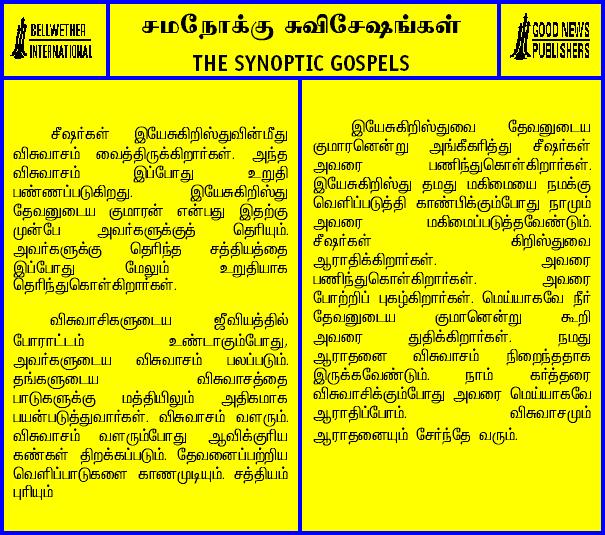 BELLWETHER
INTERNATIONAL
சமநோக்கு சுவிசேஷங்கள்
THE SYNOPTIC GOSPELS
GOOD NEWS
PUBLISHERS
சீஷர்கள் இயேசுகிறிஸ்துவின்மீது
விசுவாசம் வைத்திருக்கிறார்கள். அந்த
விசுவாசம் இப்போது உறுதி
பண்ணப்படுகிறது. இயேசுகிறிஸ்து
தேவனுடைய குமாரன் என்பது இதற்கு
முன்பே அவர்களுக்குத் தெரியும்.
அவர்களுக்கு தெரிந்த சத்தியத்தை
இப்போது மேலும் உறுதியாக
தெரிந்துகொள்கிறார்கள்.
விசுவாசிகளுடைய ஜீவியத்தில்
போராட்டம் உண்டாகும்போது,
அவர்களுடைய விசுவாசம் பலப்படும்.
தங்களுடைய விசுவாசத்தை
பாடுகளுக்கு மத்தியிலும் அதிகமாக
பயன்படுத்துவார்கள். விசுவாசம் வளரும்.
விசுவாசம் வளரும்போது ஆவிக்குரிய
கண்கள் திறக்கப்படும். தேவனைப்பற்றிய
வெளிப்பாடுகளை காணமுடியும். சத்தியம்
புரியும்
இயேசுகிறிஸ்துவை தேவனுடைய
குமாரனென்று அங்கீகரித்து சீஷர்கள்
அவரை பணிந்துகொள்கிறார்கள்.
இயேசுகிறிஸ்து தமது மகிமையை நமக்கு
வெளிப்படுத்தி காண்பிக்கும்போது நாமும்
அவரை மகிமைப்படுத்தவேண்டும்.
சீஷர்கள் கிறிஸ்துவை
ஆராதிக்கிறார்கள். அவரை
பணிந்துகொள்கிறார்கள். அவரை
போற்றிப் புகழ்கிறார்கள். மெய்யாகவே நீர்
தேவனுடைய குமானென்று கூறி
அவரை துதிக்கிறார்கள். நமது
ஆராதனை விசுவாசம் நிறைந்ததாக
இருக்கவேண்டும். நாம் கர்த்தரை
விசுவாசிக்கும்போது அவரை மெய்யாகவே
ஆராதிப்போம். விசுவாசமும்
ஆராதனையும் சேர்ந்தே வரும்.